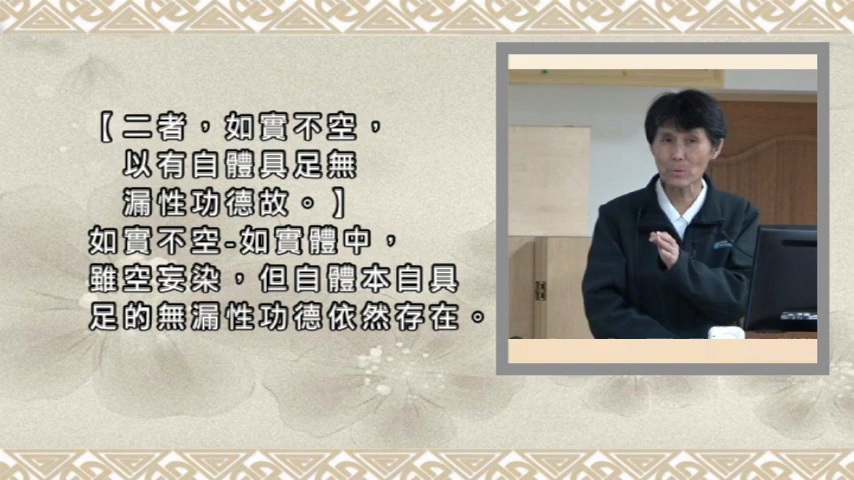 【二者，如實不空，
以有自體具足無
漏性功德故。】
如實不空-如實體中，
雖空妄染，但自體本自具
足的無漏性功德依然存在。